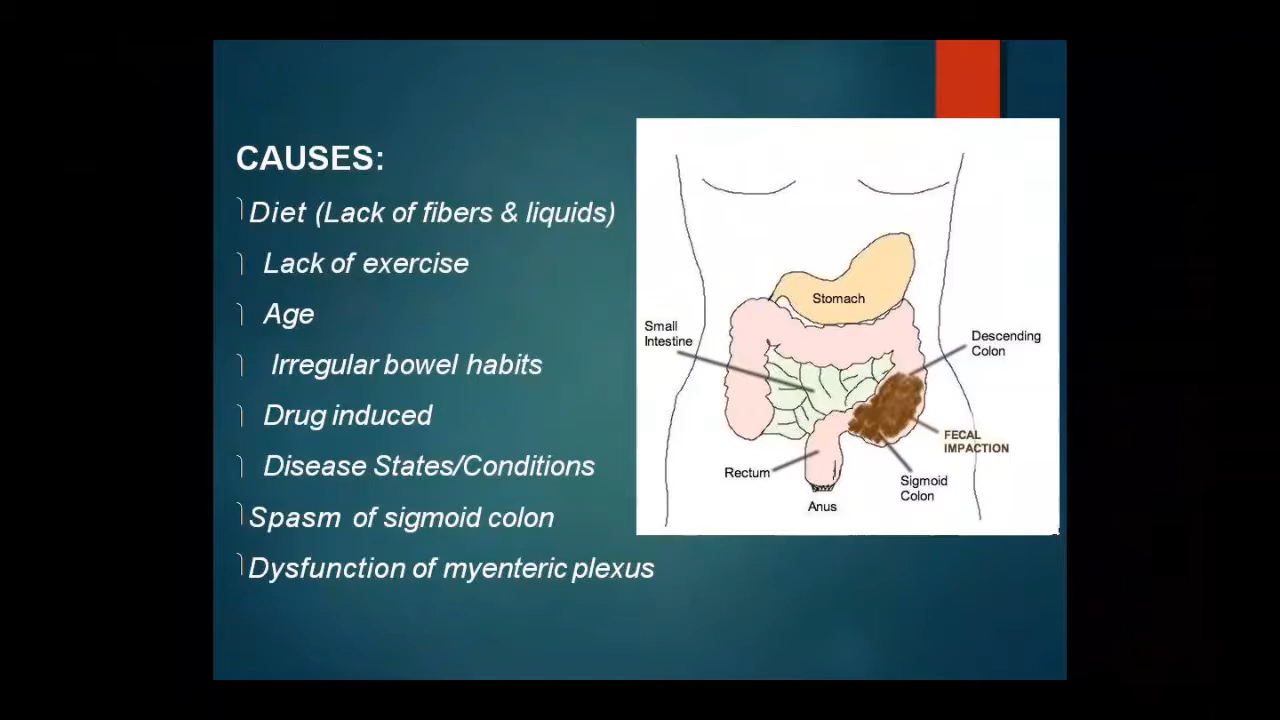 CAUSES:
Diet (Lack of fibers & liquids)
Lack of exercise
Age
Irregular bowel habits
Drug induced
Disease States/Conditions
Spasm of sigmoid colon
Dysfunction of myenteric plexus
Stomach
Small
Intestine
Descending
Colon
FECAL
IMPACTION
Rectum
Sigmoid
Colon
Anus